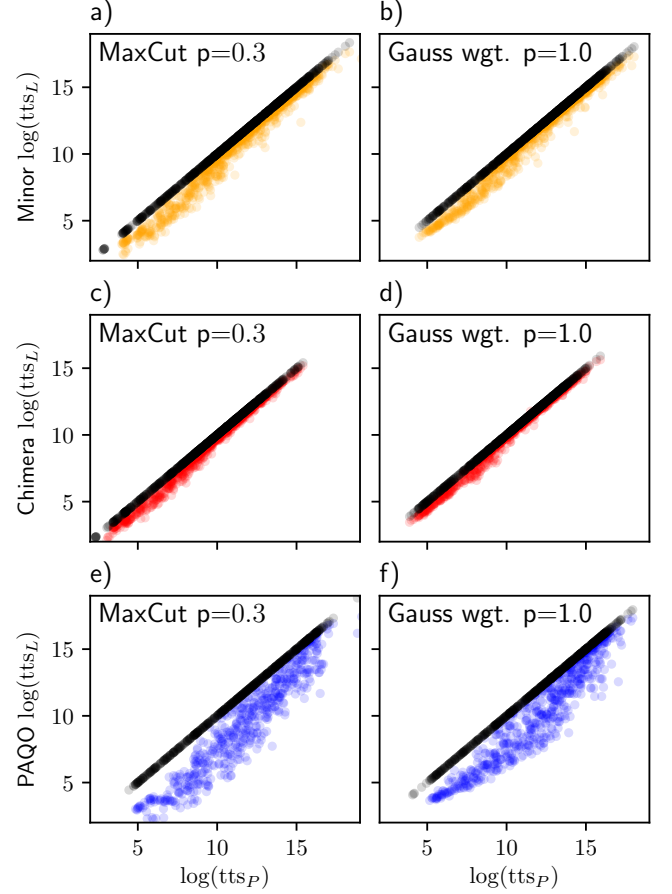 a)
b)
MaxCut p=0.3
Gauss wgt. p=1.0
Minor log(tts_L)
15
10
5
c)
d)
MaxCut p=0.3
Gauss wgt. p=1.0
Chimera log(tts_L)
15
10
5
e)
f)
MaxCut p=0.3
Gauss wgt. p=1.0
PAQO log(tts_L)
15
10
5
5 10 15
5 10 15
log(tts_P)
log(tts_P)